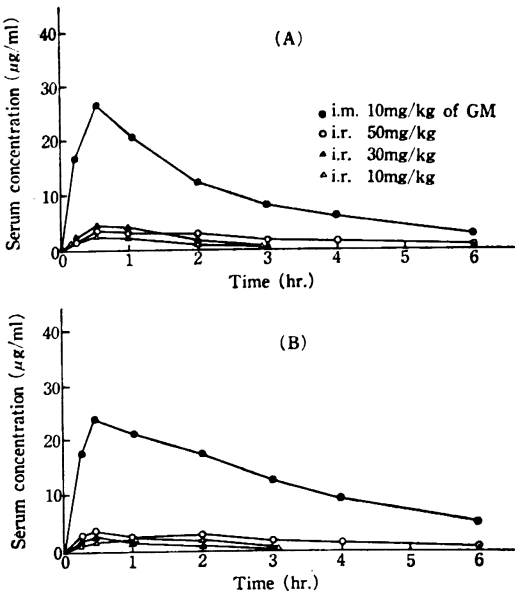 (A)
40
30
20
10
0
Serum concentration (μg/ml)
i.m. 10mg/kg of GM
i.r. 50mg/kg
i.r. 30mg/kg
i.r. 10mg/kg
0 1 2 3 4 5 6
Time (hr.)
(B)
40
30
20
10
0
Serum concentration (μg/ml)
0 1 2 3 4 5 6
Time (hr.)